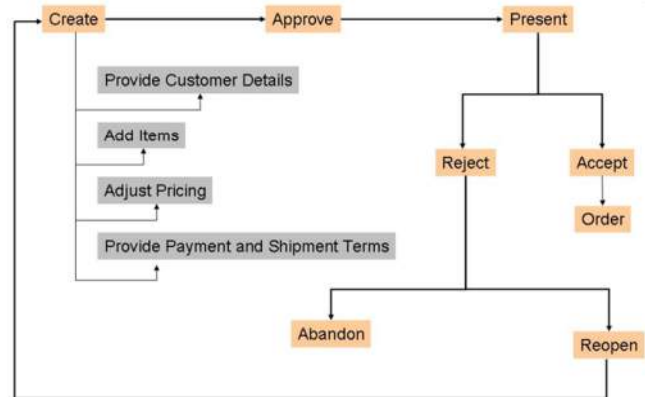 Create
Approve
Present
Provide Customer Details
Add Items
Adjust Pricing
Provide Payment and Shipment Terms
Reject
Accept
Order
Abandon
Reopen